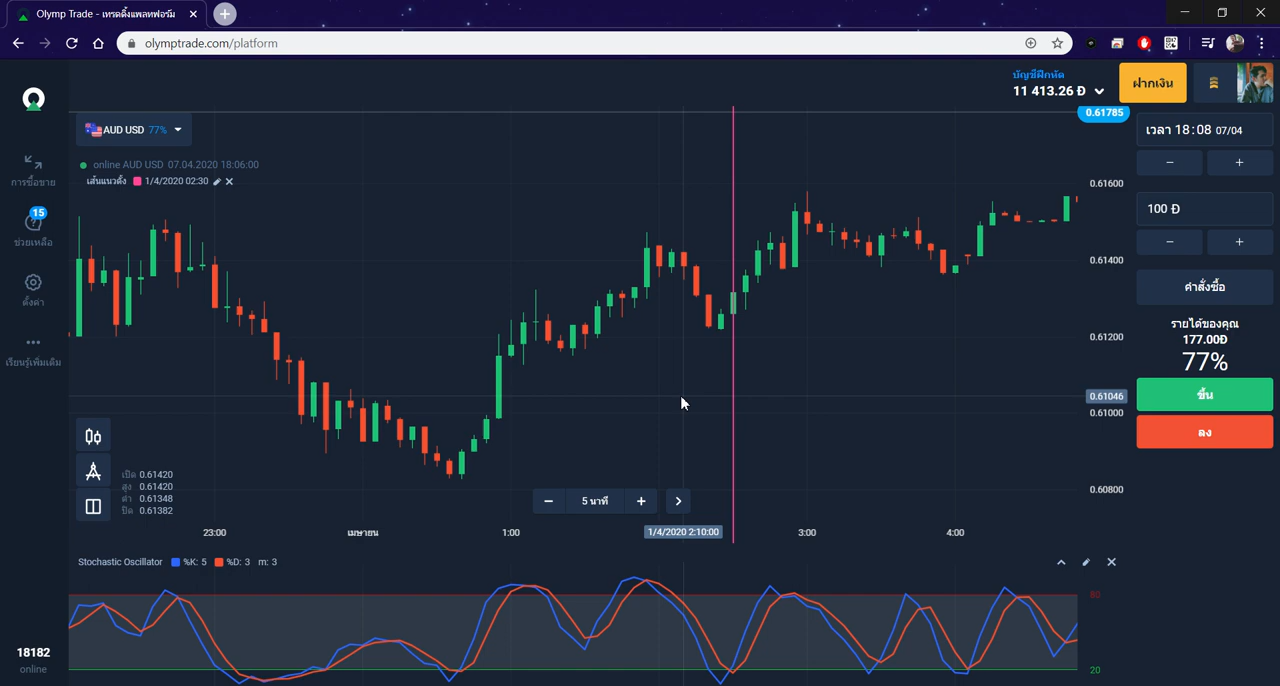 Olymp Trade - เทรดดิ้งแพลทฟอร์ม
olymptrade.com/platform
บัญชีฝึกหัด
11 413.26 Ð
ฝากเงิน
AUD USD 77%
0.61785
เวลา 18:08 07/04
online AUD USD 07.04.2020 18:06:00
เส้นแนวตั้ง 1/4/2020 02:30
− +
การซื้อขาย
0.61600
100 Ð
15
ช่วยเหลือ
− +
0.61400
ตั้งค่า
คำสั่งซื้อ
รายได้ของคุณ
177.00Ð
0.61200
เรียนรู้เพิ่มเติม
77%
0.61046
ขึ้น
0.61000
ลง
เปิด 0.61420
สูง 0.61420
ต่ำ 0.61348
ปิด 0.61382
0.60800
− 5 นาที +
23:00 เมษายน 1:00 1/4/2020 2:10:00 3:00 4:00
Stochastic Oscillator %K: 5 %D: 3 m: 3
80
18182
online
20